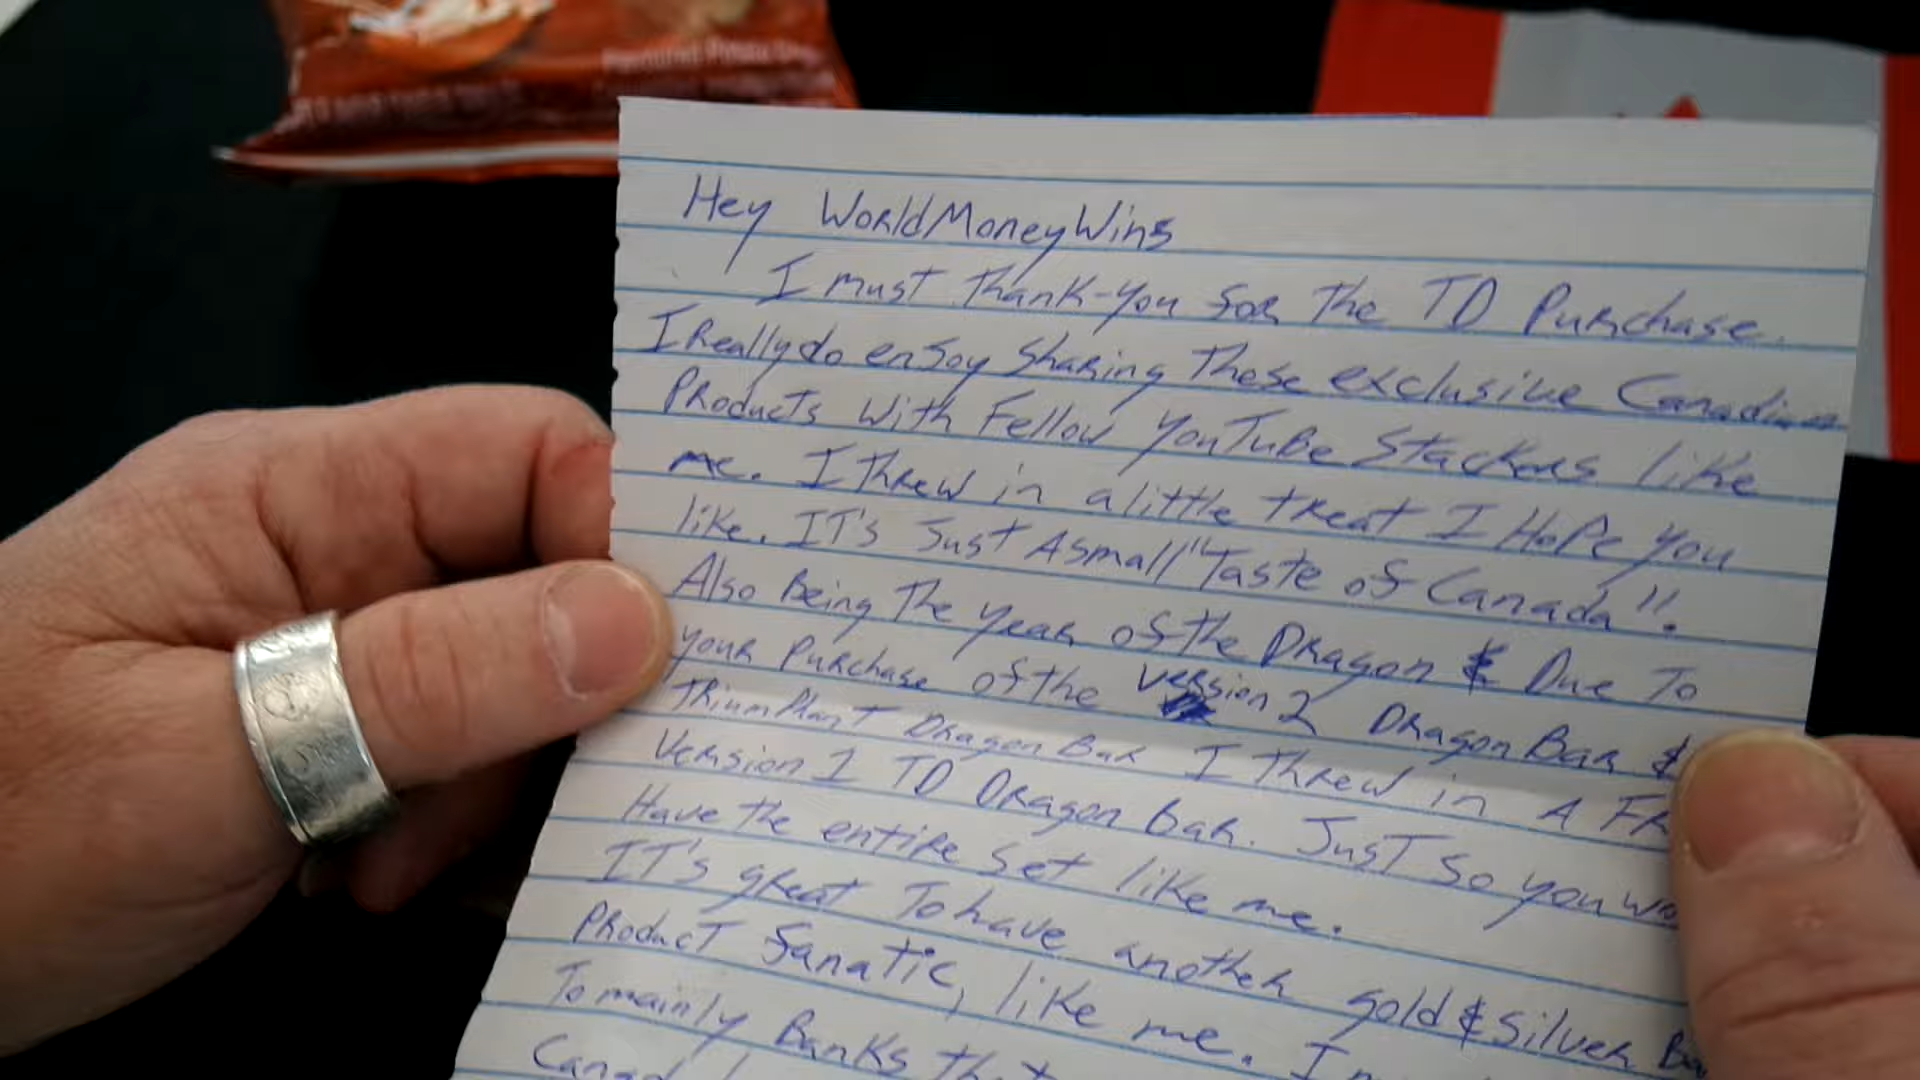 Flavoured Potato
Hey WorldMoneyWins
I must thank-you for the TD Purchase.
I Really do enjoy sharing these exclusive Canadian
Products with Fellow YouTube Stackers like
me. I threw in a little treat I Hope you
like. IT's Just A small "Taste of Canada".
Also Being The year of the Dragon & Due To
your Purchase of the Version 2 Dragon Bar &
Triumphant Dragon Bar I threw in A
Version 1 TD Dragon bar. Just So you
Have the entire set like me.
IT's great To have another gold & Silver
Product fanatic, like me. I
To mainly Banks